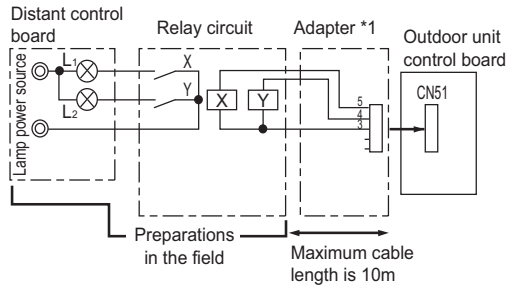 Distant control
board
Relay circuit
Adapter *1
Outdoor unit
control board
Lamp power source
L1
L2
X
Y
X
Y
5
4
3
CN51
Preparations
in the field
Maximum cable
length is 10m